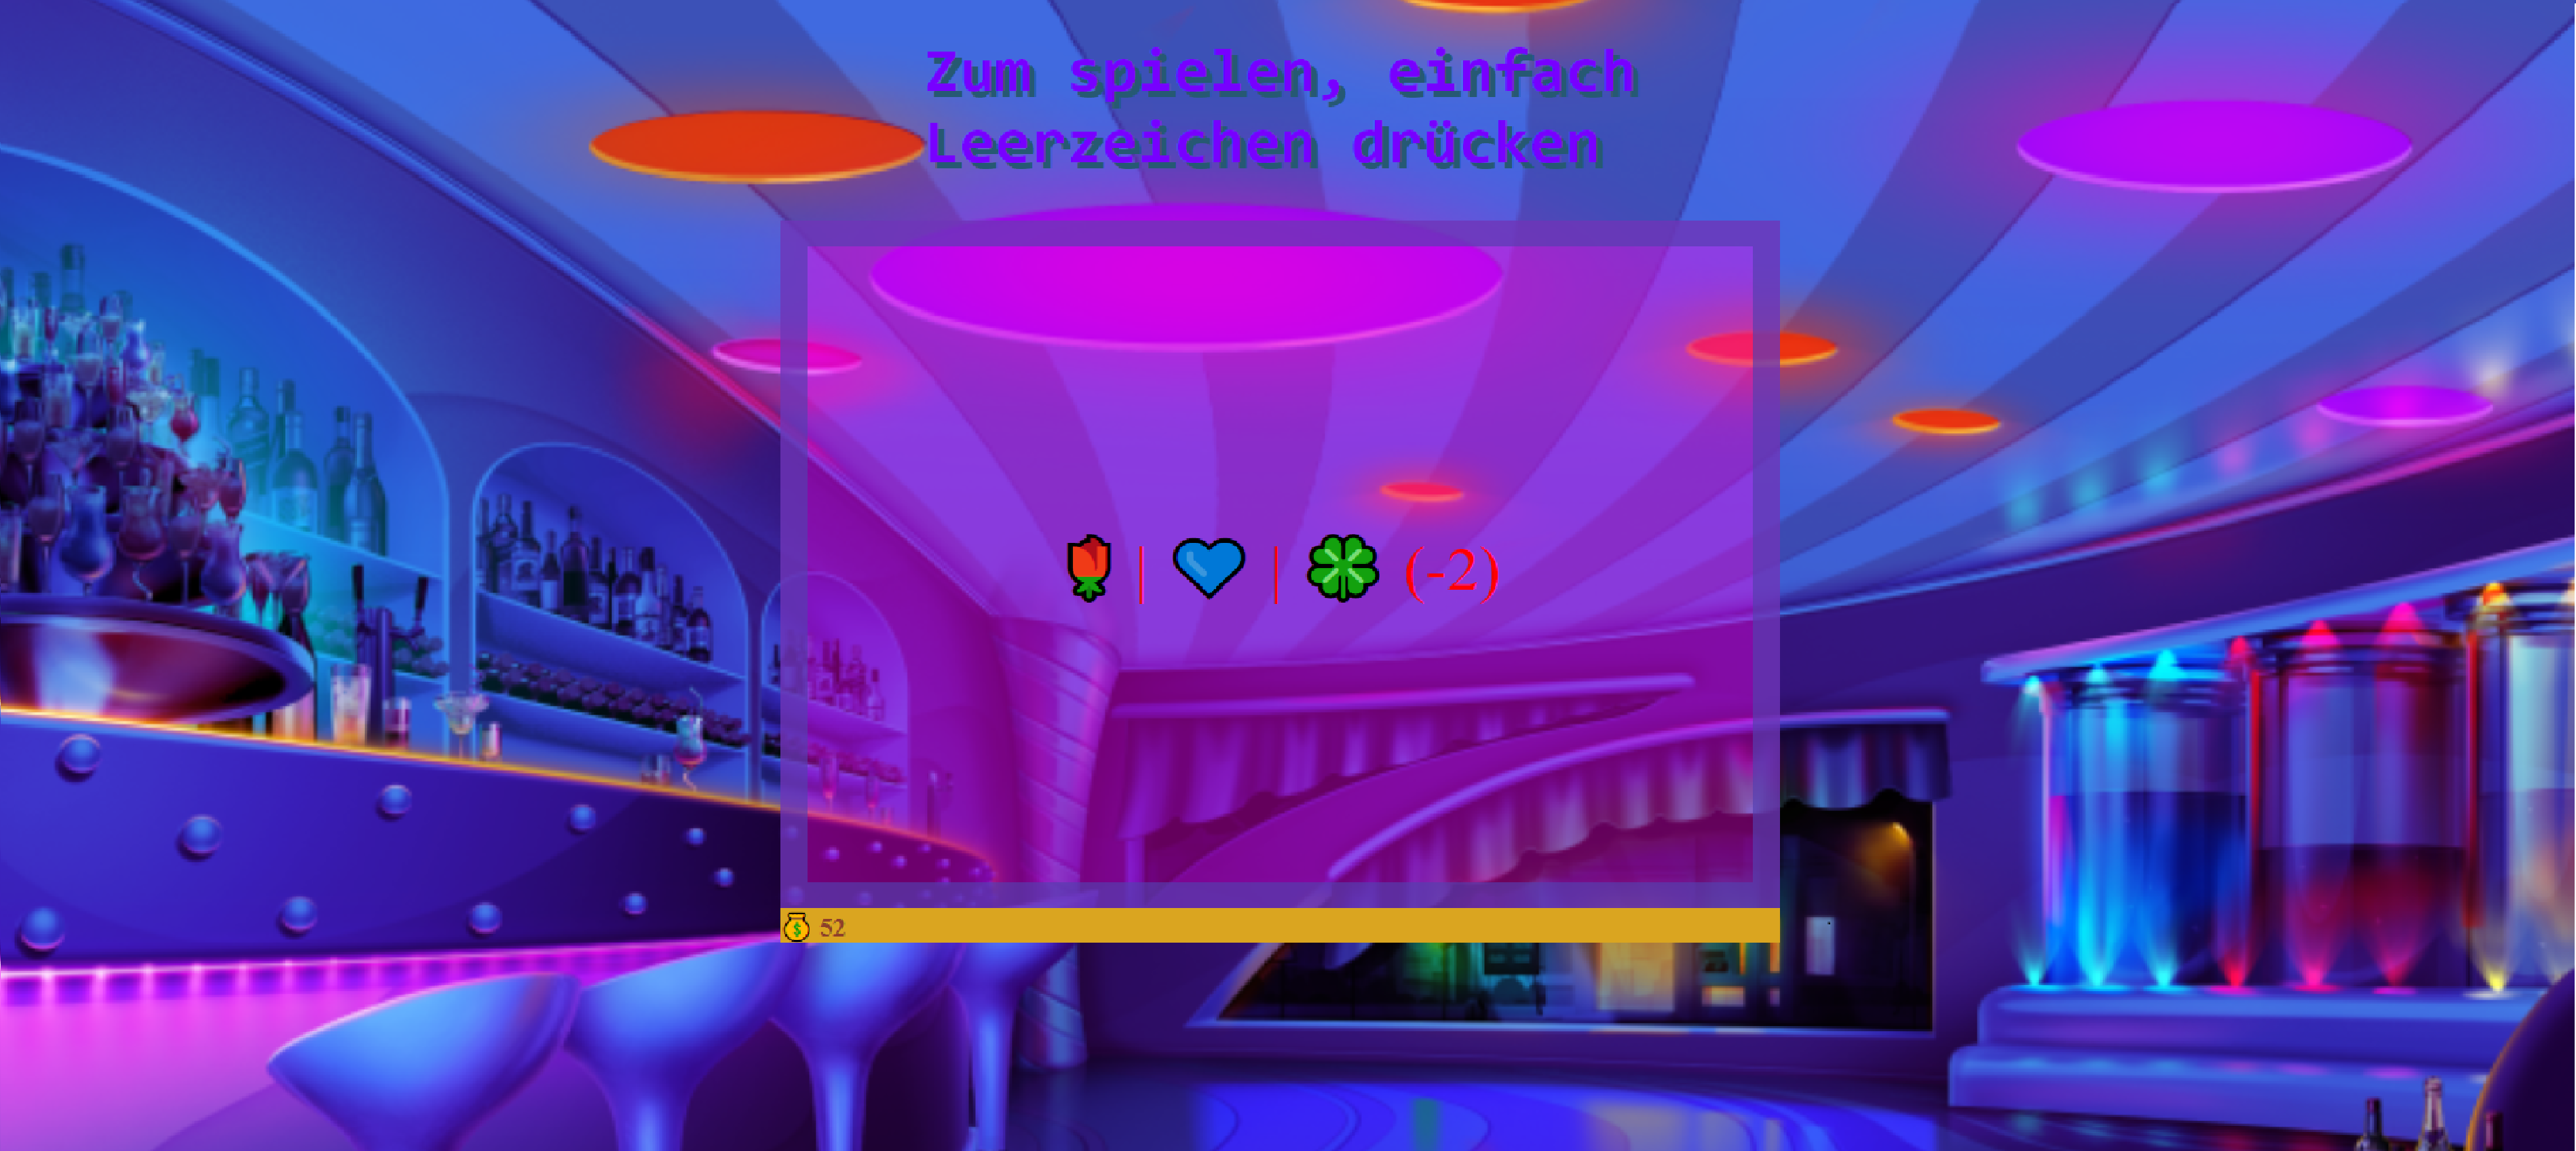 Zum spielen, einfach
Leerzeichen drücken
🌹 | 💙 | 🍀 (-2)
💰 52